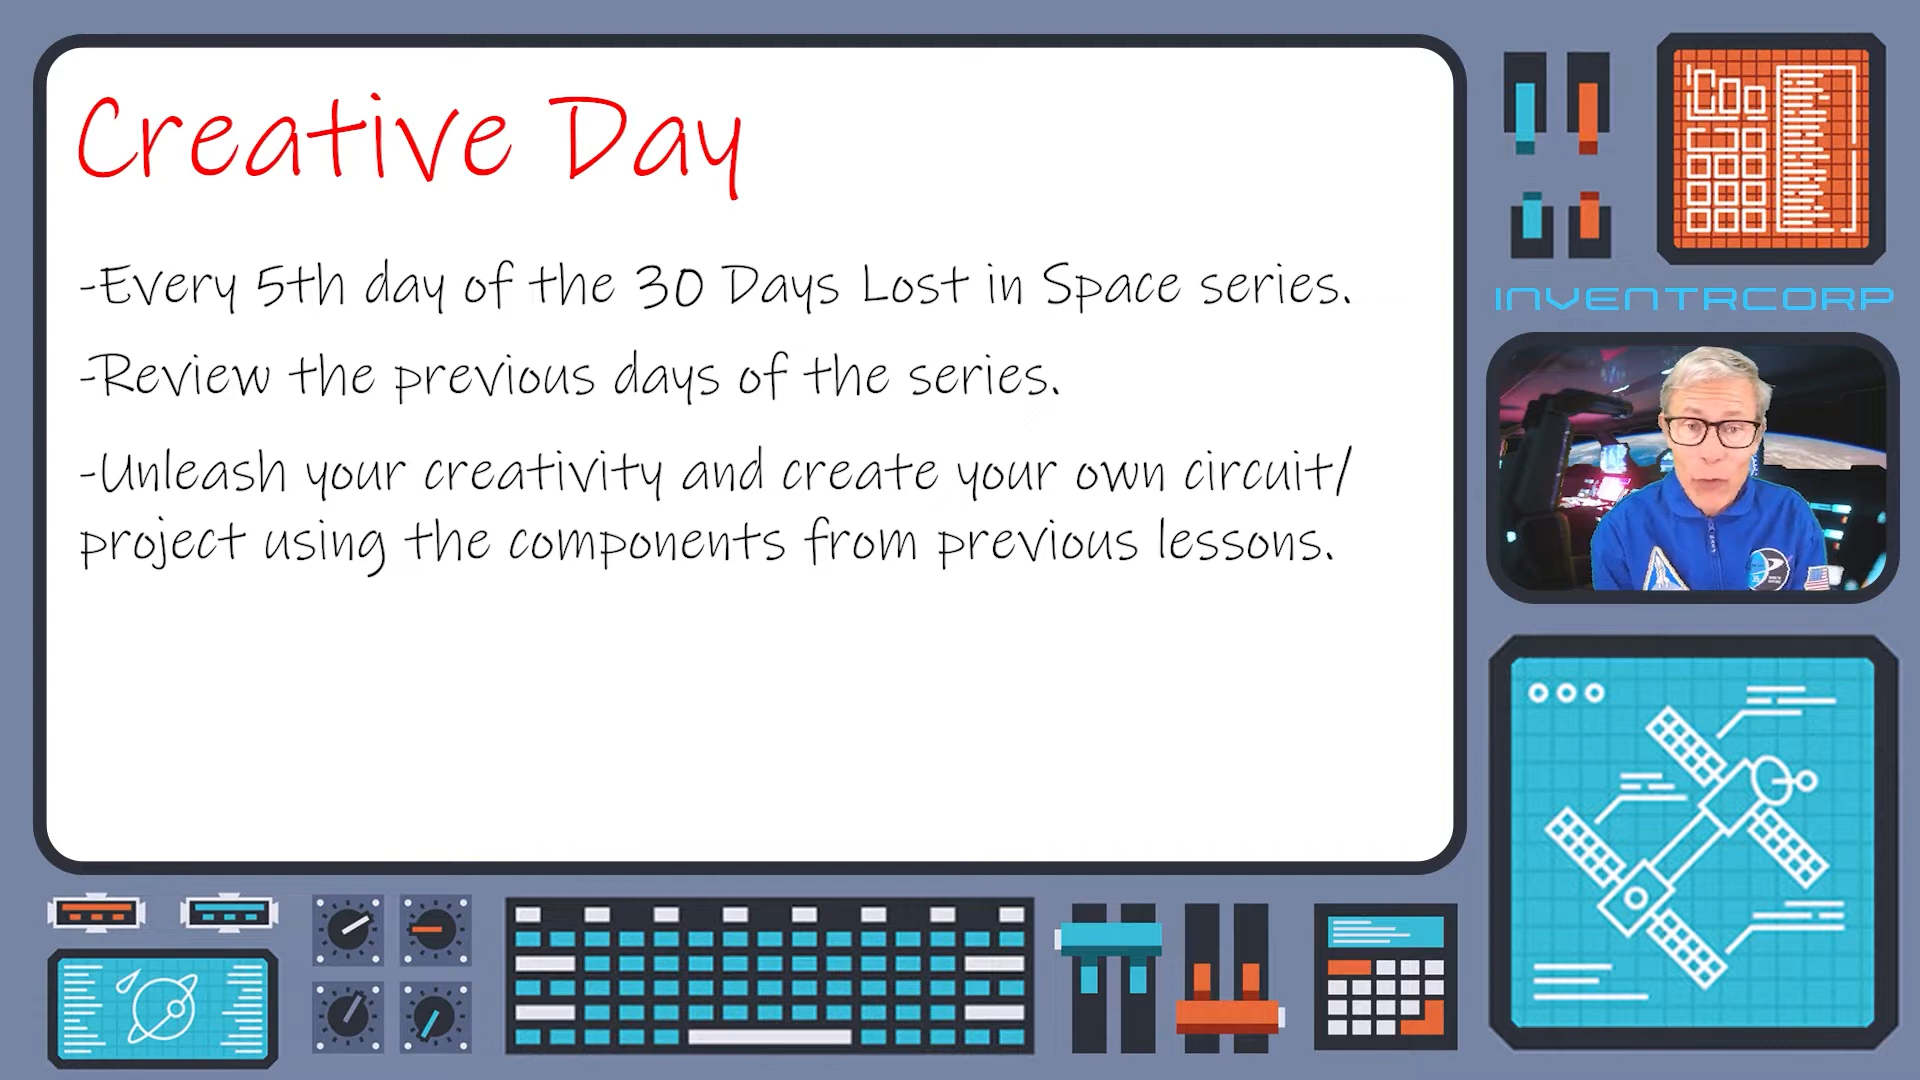 Creative Day
-Every 5th day of the 30 Days Lost in Space series.
-Review the previous days of the series.
-Unleash your creativity and create your own circuit/
project using the components from previous lessons.
INVENTRCORP